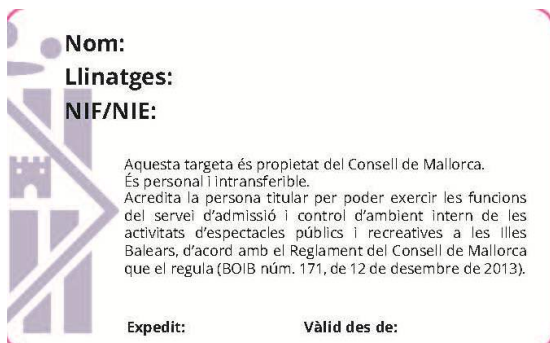 Nom:
Llinatges:
NIF/NIE:
Aquesta targeta és propietat del Consell de Mallorca.
És personal i intransferible.
Acredita la persona titular per poder exercir les funcions
del servei d'admissió i control d'ambient intern de les
activitats d'espectacles públics i recreatives a les Illes
Balears, d'acord amb el Reglament del Consell de Mallorca
que el regula (BOIB núm. 171, de 12 de desembre de 2013).
Expedit: Vàlid des de: